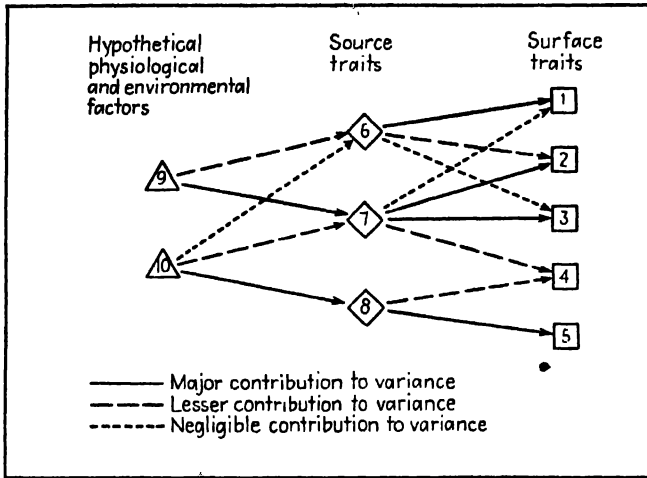 Hypothetical
physiological
and environmental
factors
Source
traits
Surface
traits
1
6
2
9
7
3
10
4
8
5
Major contribution to variance
Lesser contribution to variance
Negligible contribution to variance